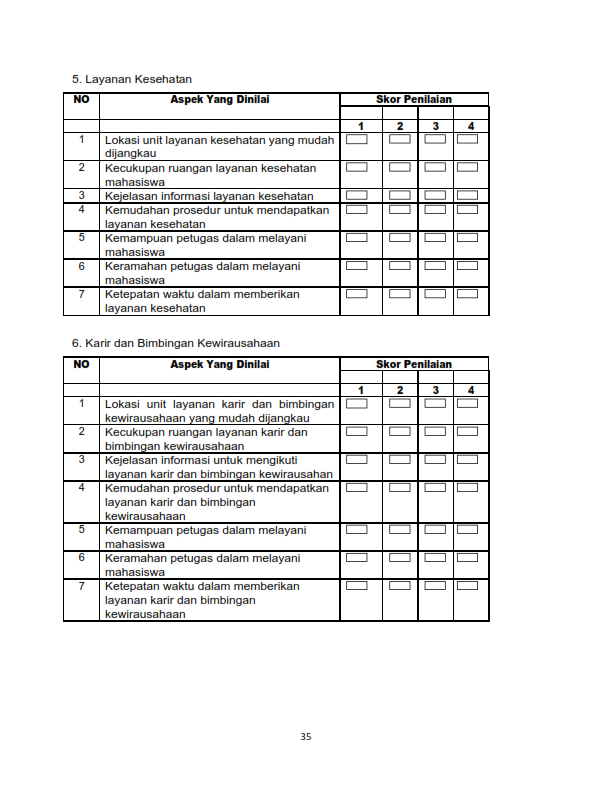 5. Layanan Kesehatan
NO Aspek Yang Dinilai Skor Penilaian
1 2 3 4
1 Lokasi unit layanan kesehatan yang mudah
dijangkau
2 Kecukupan ruangan layanan kesehatan
mahasiswa
3 Kejelasan informasi layanan kesehatan
4 Kemudahan prosedur untuk mendapatkan
layanan kesehatan
5 Kemampuan petugas dalam melayani
mahasiswa
6 Keramahan petugas dalam melayani
mahasiswa
7 Ketepatan waktu dalam memberikan
layanan kesehatan
6. Karir dan Bimbingan Kewirausahaan
NO Aspek Yang Dinilai Skor Penilaian
1 2 3 4
1 Lokasi unit layanan karir dan bimbingan
kewirausahaan yang mudah dijangkau
2 Kecukupan ruangan layanan karir dan
bimbingan kewirausahaan
3 Kejelasan informasi untuk mengikuti
layanan karir dan bimbingan kewirausahan
4 Kemudahan prosedur untuk mendapatkan
layanan karir dan bimbingan
kewirausahaan
5 Kemampuan petugas dalam melayani
mahasiswa
6 Keramahan petugas dalam melayani
mahasiswa
7 Ketepatan waktu dalam memberikan
layanan karir dan bimbingan
kewirausahaan
35